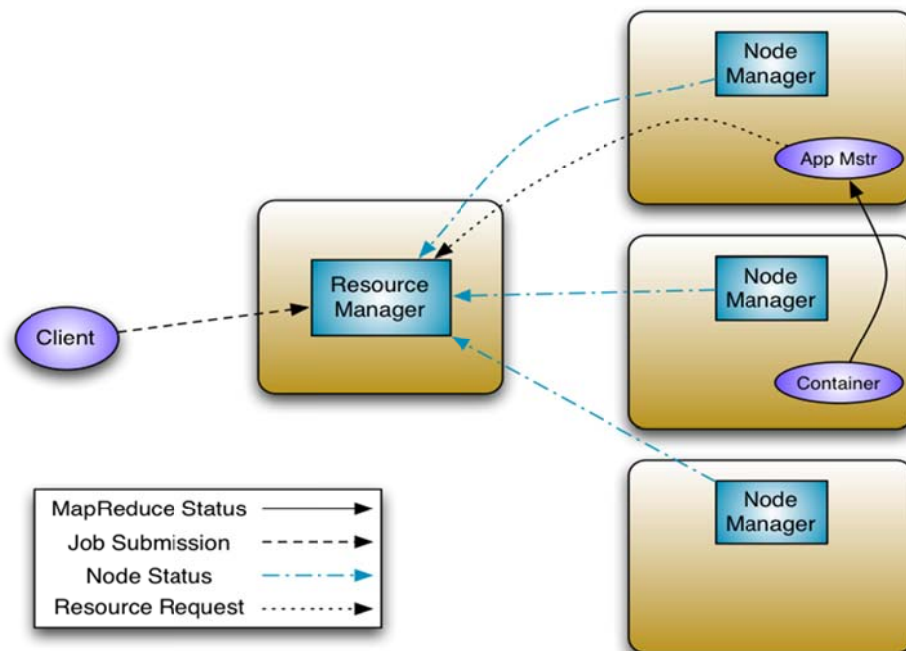 Node
Manager
App Mstr
Resource
Manager
Client
Node
Manager
Container
Node
Manager
MapReduce Status
Job Submission
Node Status
Resource Request